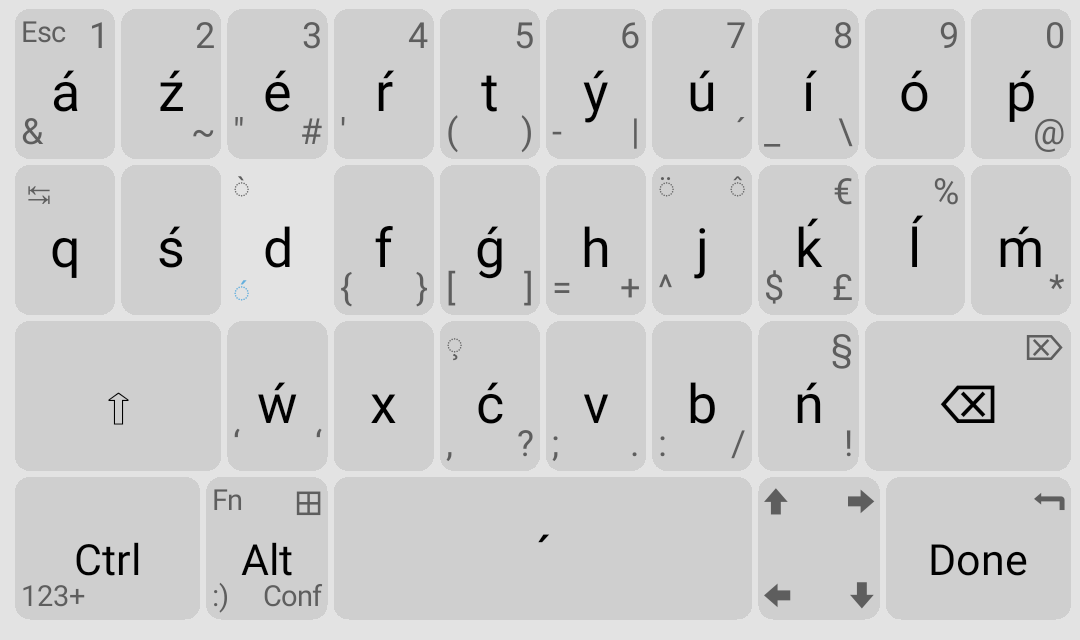 Esc 1 2 3 4 5 6 7 8 9 0
á ź é ŕ t ý ú í ó ṕ
& ~ " # ' ( ) - | ´ _ \ @
↹ ◌̀ ◌̈ ◌̂ € %
q ś d f ǵ h j ḱ ĺ ḿ
◌́ { } [ ] = + ^ $ £ *
◌̧ § ⌦
⇧ ẃ x ć v b ń ⌫
‘ ‘ , ? ; . : / !
Fn
Ctrl Alt ´ Done
123+ :) Conf